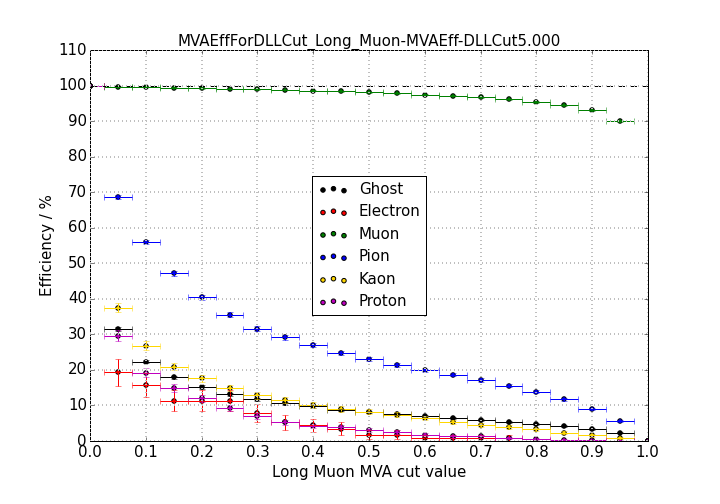 MVAEffForDLLCut_Long_Muon-MVAEff-DLLCut5.000
110
100
90
80
70
60
50
40
30
20
10
0
Efficiency / %
Ghost
Electron
Muon
Pion
Kaon
Proton
0.0 0.1 0.2 0.3 0.4 0.5 0.6 0.7 0.8 0.9 1.0
Long Muon MVA cut value